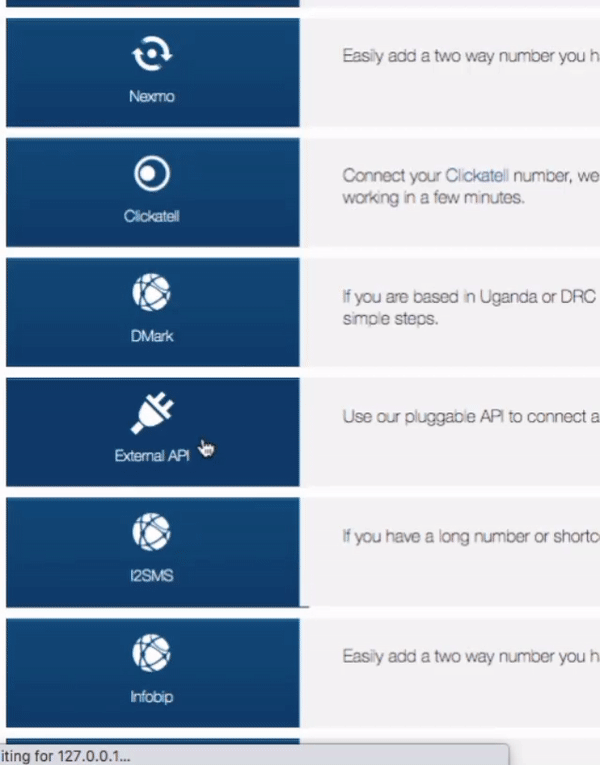 Nexmo
Easily add a two way number you h
Clickatell
Connect your Clickatell number, we
working in a few minutes.
DMark
If you are based in Uganda or DRC
simple steps.
External API
Use our pluggable API to connect a
I2SMS
If you have a long number or shortc
Infobip
Easily add a two way number you h
iting for 127.0.0.1...